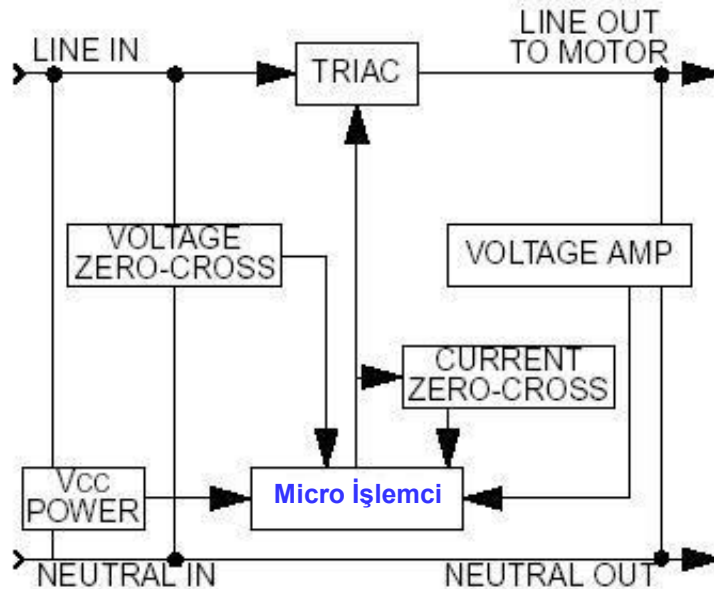 LINE IN
TRIAC
LINE OUT
TO MOTOR
VOLTAGE
ZERO-CROSS
VOLTAGE AMP
CURRENT
ZERO-CROSS
VCC
POWER
Micro İşlemci
NEUTRAL IN
NEUTRAL OUT